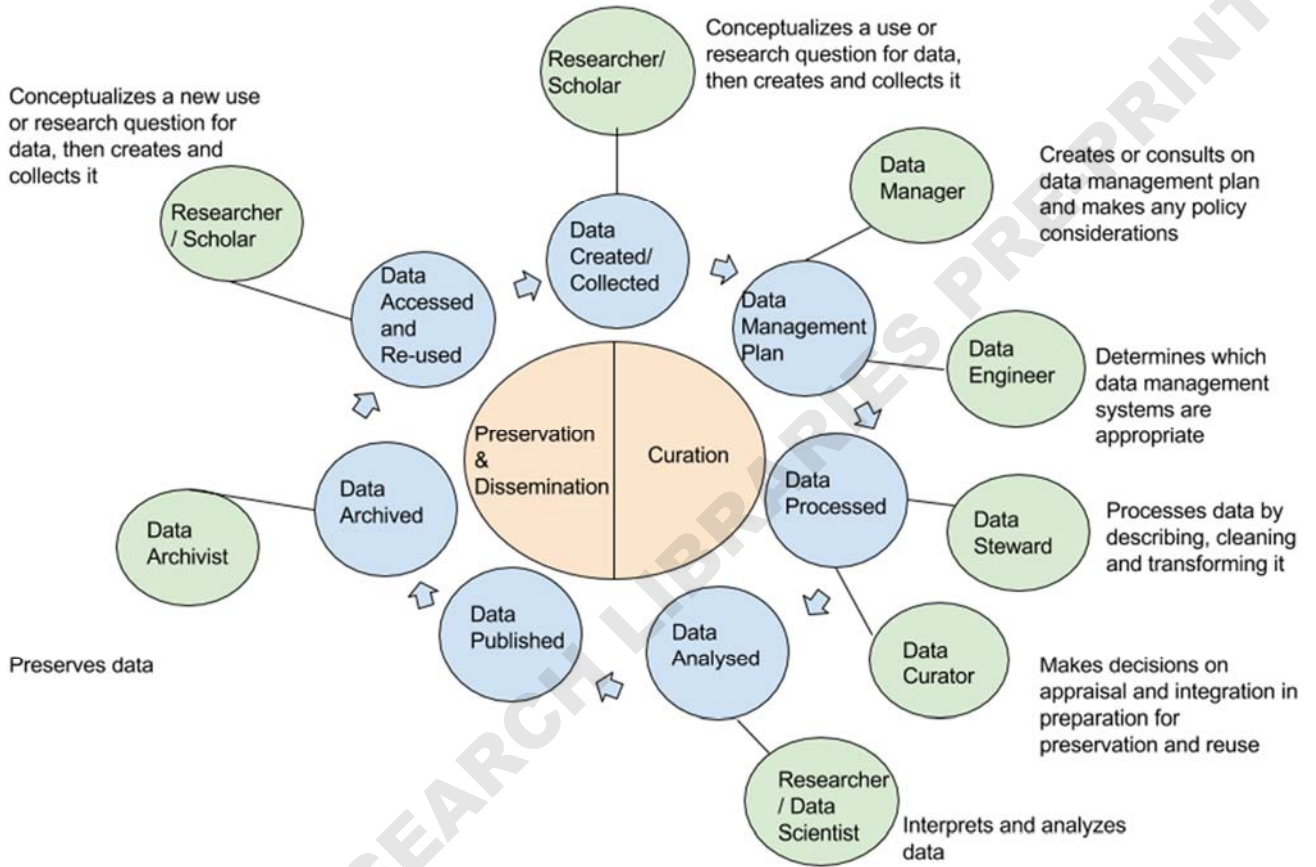 Conceptualizes a use or
research question for data,
then creates and collects it
Researcher/
Scholar
Conceptualizes a new use
or research question for
data, then creates and
collects it
Researcher
/ Scholar
Data
Manager
Creates or consults on
data management plan
and makes any policy
considerations
Data
Created/
Collected
Data
Accessed
and
Re-used
Data
Management
Plan
Data
Engineer
Determines which
data management
systems are
appropriate
Preservation
&
Dissemination
Curation
Data
Processed
Data
Archived
Data
Steward
Processes data by
describing, cleaning
and transforming it
Data
Archivist
Data
Published
Data
Analysed
Data
Curator
Makes decisions on
appraisal and integration in
preparation for
preservation and reuse
Preserves data
Researcher
/ Data
Scientist
Interprets and analyzes
data
SEARCH LIBRARIES PRE-PRINT